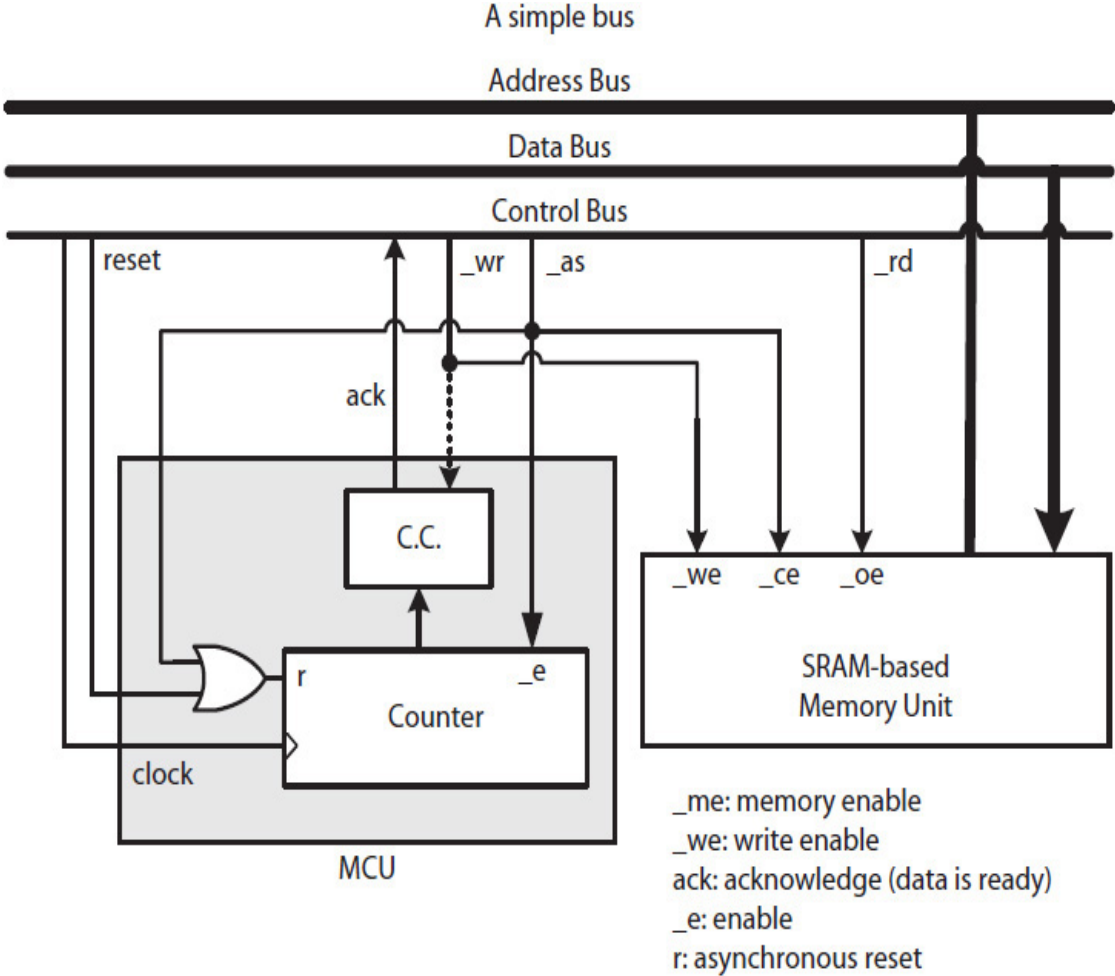 A simple bus
Address Bus
Data Bus
Control Bus
reset
_wr
_as
_rd
ack
C.C.
_we
_ce
_oe
r
_e
SRAM-based
Memory Unit
Counter
clock
MCU
_me: memory enable
_we: write enable
ack: acknowledge (data is ready)
_e: enable
r: asynchronous reset